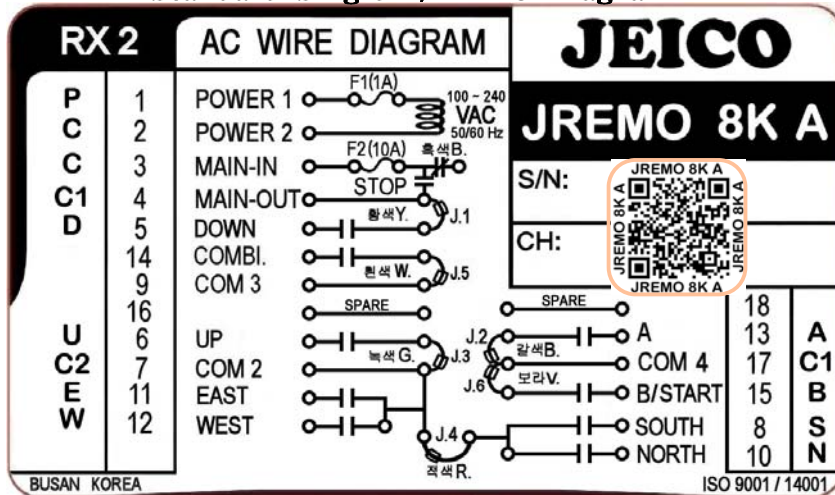 RX 2
AC WIRE DIAGRAM
JEICO
JREMO 8K A
S/N:
CH:
JREMO 8K A
JREMO 8K A
JREMO 8K A
JREMO 8K A
P 1 POWER 1 F1(1A) 100 ~ 240
VAC
50/60 Hz
C 2 POWER 2
C 3 MAIN-IN F2(10A) 흑색B.
STOP
C1 4 MAIN-OUT
D 5 DOWN 황색Y. J.1
14 COMBI.
9 COM 3 흰색 W. J.5
16 SPARE
U 6 UP
C2 7 COM 2 녹색G. J.3
E 11 EAST
W 12 WEST
J.4
적색R.
SPARE 18
J.2 A 13 A
갈색B.
COM 4 17 C1
J.6 보라V.
B/START 15 B
SOUTH 8 S
NORTH 10 N
BUSAN KOREA
ISO 9001 / 14001